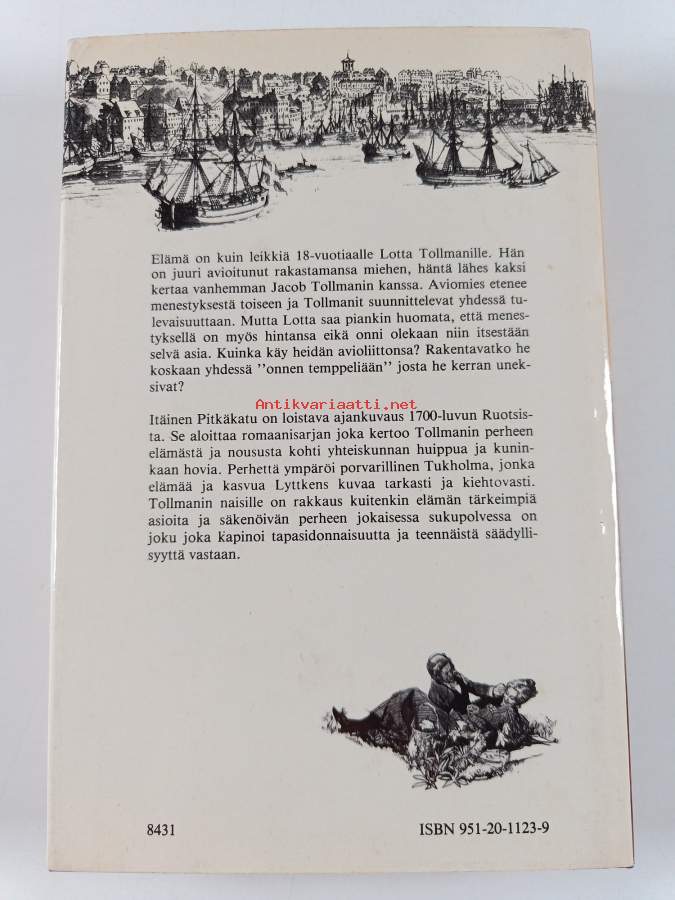 Elämä on kuin leikkiä 18-vuotiaalle Lotta Tollmanille. Hän
on juuri avioitunut rakastamansa miehen, häntä lähes kaksi
kertaa vanhemman Jacob Tollmanin kanssa. Aviomies etenee
menestyksestä toiseen ja Tollmanit suunnittelevat yhdessä tu-
levaisuuttaan. Mutta Lotta saa piankin huomata, että menes-
tyksellä on myös hintansa eikä onni olekaan niin itsestään
selvä asia. Kuinka käy heidän avioliittonsa? Rakentavatko he
koskaan yhdessä "onnen temppeliään" josta he kerran unek-
sivat?
Antikvariaatti.net
Itäinen Pitkäkatu on loistava ajankuvaus 1700-luvun Ruotsis-
ta. Se aloittaa romaanisarjan joka kertoo Tollmanin perheen
elämästä ja noususta kohti yhteiskunnan huippua ja kunin-
kaan hovia. Perhettä ympäröi porvarillinen Tukholma, jonka
elämää ja kasvua Lyttkens kuvaa tarkasti ja kiehtovasti.
Tollmanin naisille on rakkaus kuitenkin elämän tärkeimpiä
asioita ja säkenöivän perheen jokaisessa sukupolvessa on
joku joka kapinoi tapasidonnaisuutta ja teennäistä säädylli-
syyttä vastaan.
8431
ISBN 951-20-1123-9